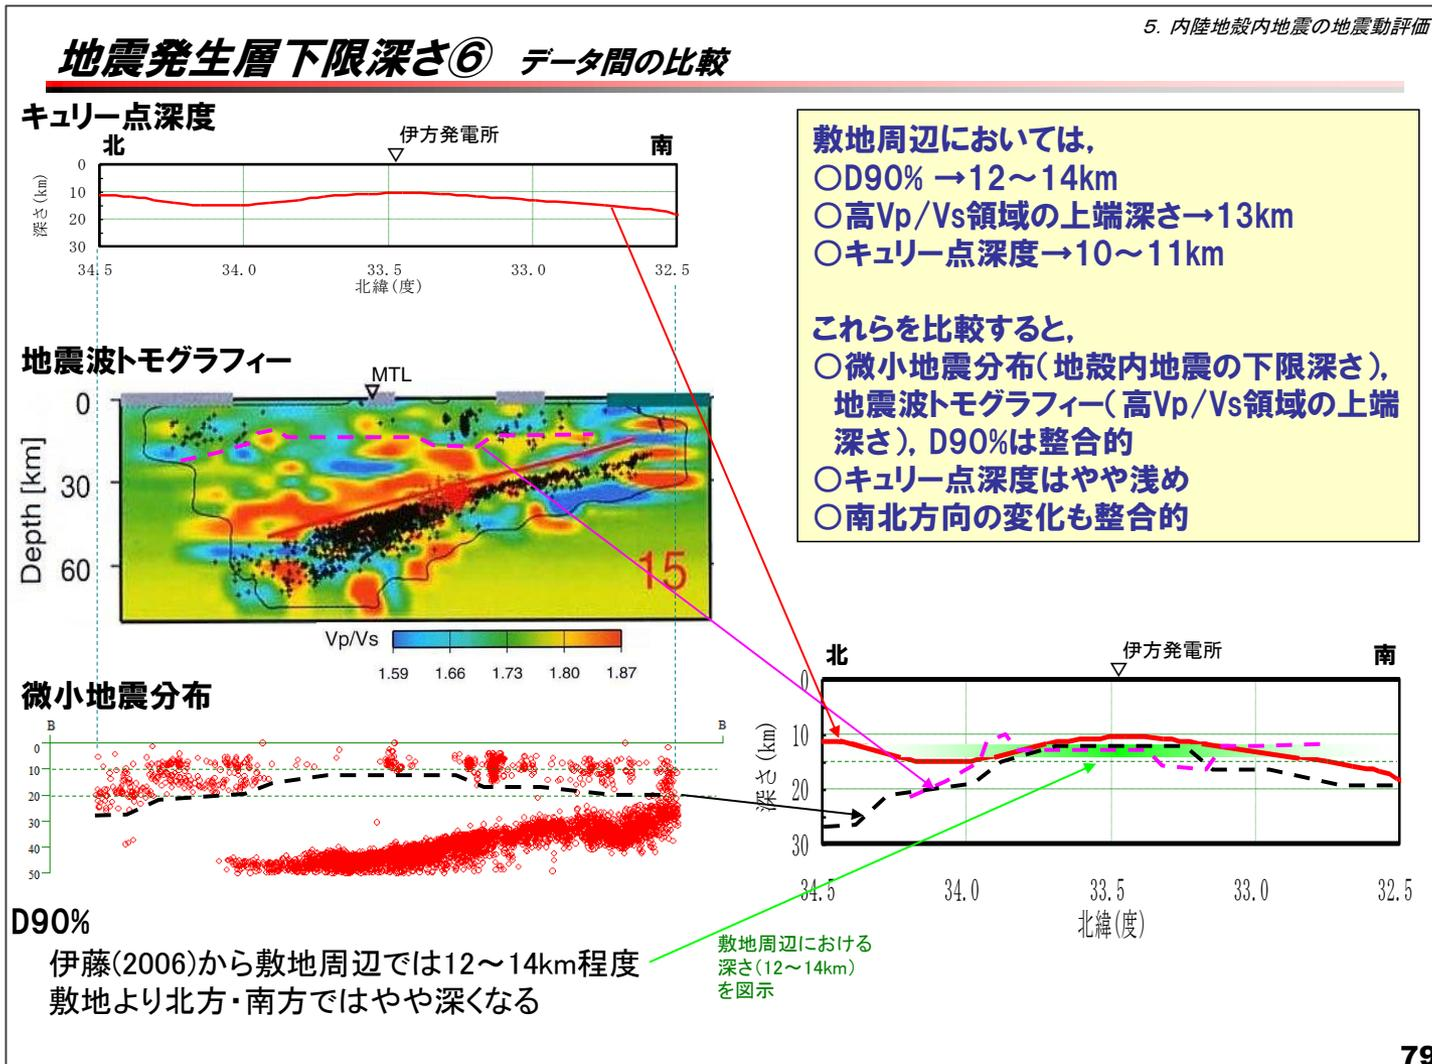 5. 内陸地殻内地震の地震動評価
地震発生層下限深さ⑥ データ間の比較
キュリー点深度
北
伊方発電所
南
深さ(km)
0
10
20
30
34.5
34.0
33.5
33.0
32.5
北緯(度)
敷地周辺においては,
○D90% →12～14km
○高Vp/Vs領域の上端深さ→13km
○キュリー点深度→10～11km
これらを比較すると,
○微小地震分布(地殻内地震の下限深さ),
地震波トモグラフィー(高Vp/Vs領域の上端
深さ), D90%は整合的
○キュリー点深度はやや浅め
○南北方向の変化も整合的
地震波トモグラフィー
MTL
Depth [km]
0
30
60
15
Vp/Vs
1.59
1.66
1.73
1.80
1.87
微小地震分布
B
B
0
10
20
30
40
50
北
伊方発電所
南
深さ(km)
0
10
20
30
34.5
34.0
33.5
33.0
32.5
北緯(度)
D90%
伊藤(2006)から敷地周辺では12～14km程度
敷地より北方・南方ではやや深くなる
敷地周辺における
深さ(12～14km)
を図示
79